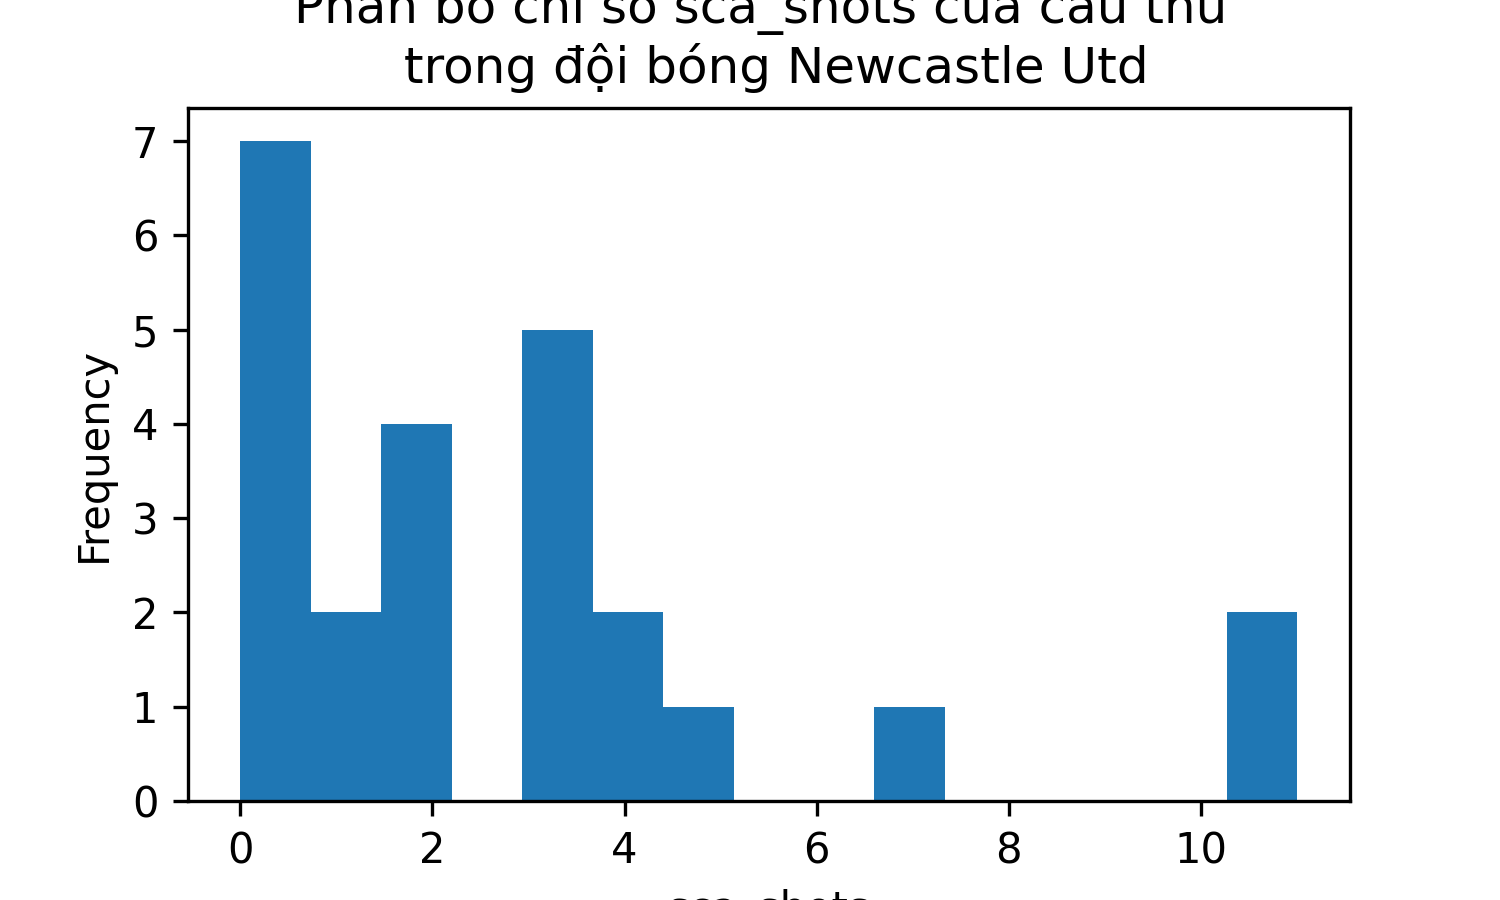 Phân bố chỉ số sca_shots của cầu thủ
trong đội bóng Newcastle Utd
Frequency
7
6
5
4
3
2
1
0
0 2 4 6 8 10
sca_shots